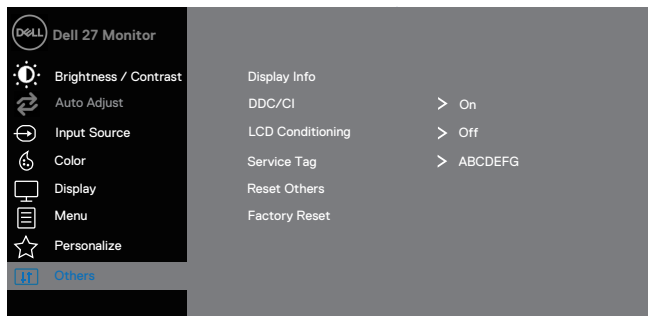 DELL Dell 27 Monitor
Brightness / Contrast Display Info
Auto Adjust DDC/CI > On
Input Source LCD Conditioning > Off
Color Service Tag > ABCDEFG
Display Reset Others
Menu Factory Reset
Personalize
Others